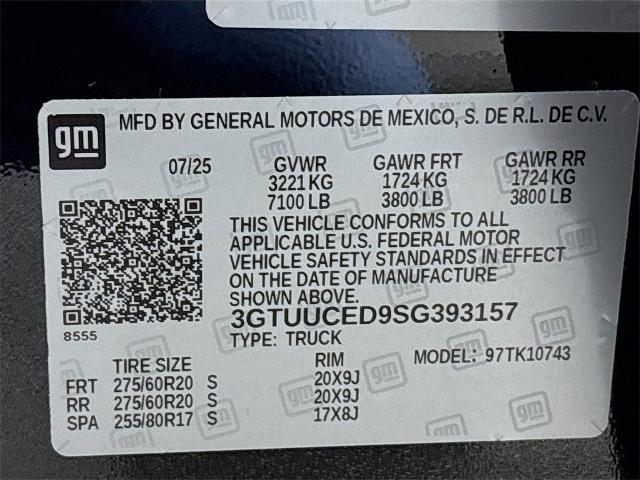 gm
MFD BY GENERAL MOTORS DE MEXICO, S. DE R.L. DE C.V.
07/25 GVWR GAWR FRT GAWR RR
3221 KG 1724 KG 1724 KG
7100 LB 3800 LB 3800 LB
THIS VEHICLE CONFORMS TO ALL
APPLICABLE U.S. FEDERAL MOTOR
VEHICLE SAFETY STANDARDS IN EFFECT
ON THE DATE OF MANUFACTURE
SHOWN ABOVE.
3GTUUCED9SG393157
8555
TYPE: TRUCK MODEL: 97TK10743
TIRE SIZE RIM
FRT 275/60R20 S 20X9J
RR 275/60R20 S 20X9J
SPA 255/80R17 S 17X8J